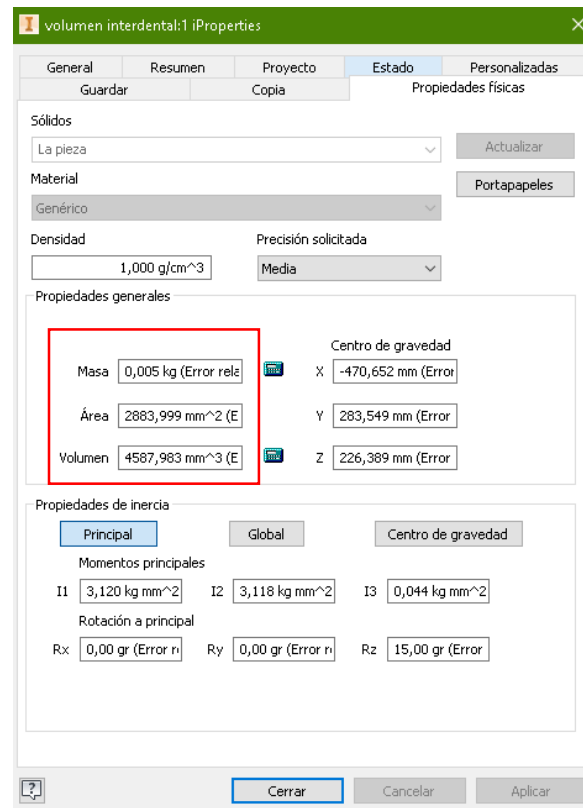 volumen interdental:1 iProperties
General Resumen Proyecto Estado Personalizadas
Guardar Copia Propiedades físicas
Sólidos
La pieza Actualizar
Material Portapapeles
Genérico
Densidad Precisión solicitada
1,000 g/cm^3 Media
Propiedades generales
Centro de gravedad
Masa 0,005 kg (Error rela X -470,652 mm (Error
Área 2883,999 mm^2 (E Y 283,549 mm (Error
Volumen 4587,983 mm^3 (E Z 226,389 mm (Error
Propiedades de inercia
Principal Global Centro de gravedad
Momentos principales
I1 3,120 kg mm^2 I2 3,118 kg mm^2 I3 0,044 kg mm^2
Rotación a principal
Rx 0,00 gr (Error r Ry 0,00 gr (Error r Rz 15,00 gr (Error
? Cerrar Cancelar Aplicar